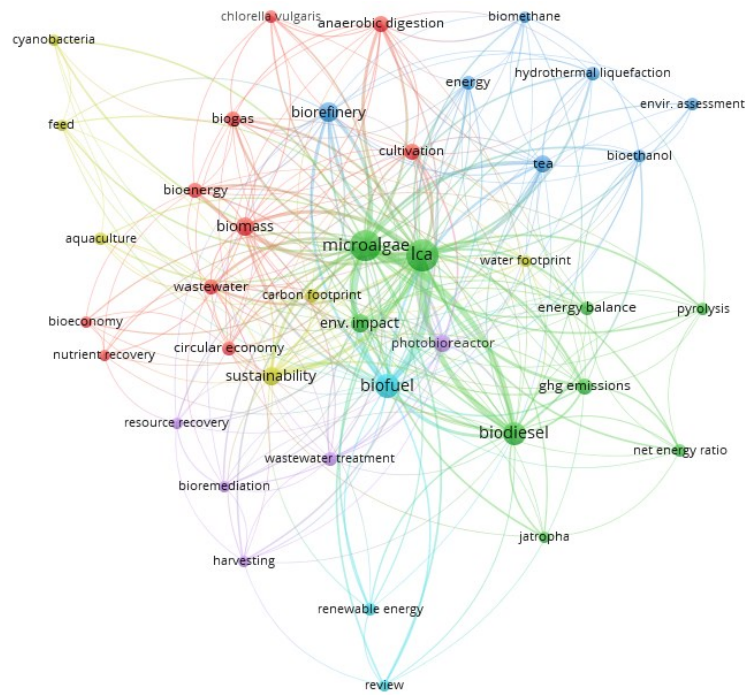 chlorella vulgaris
anaerobic digestion
biomethane
cyanobacteria
energy
hydrothermal liquefaction
envir. assessment
feed
biogas
biorefinery
cultivation
tea
bioethanol
bioenergy
biomass
aquaculture
microalgae
lca
water footprint
wastewater
carbon footprint
energy balance
pyrolysis
bioeconomy
env. impact
nutrient recovery
circular economy
photobioreactor
sustainability
biofuel
ghg emissions
resource recovery
biodiesel
wastewater treatment
net energy ratio
bioremediation
jatropha
harvesting
renewable energy
review